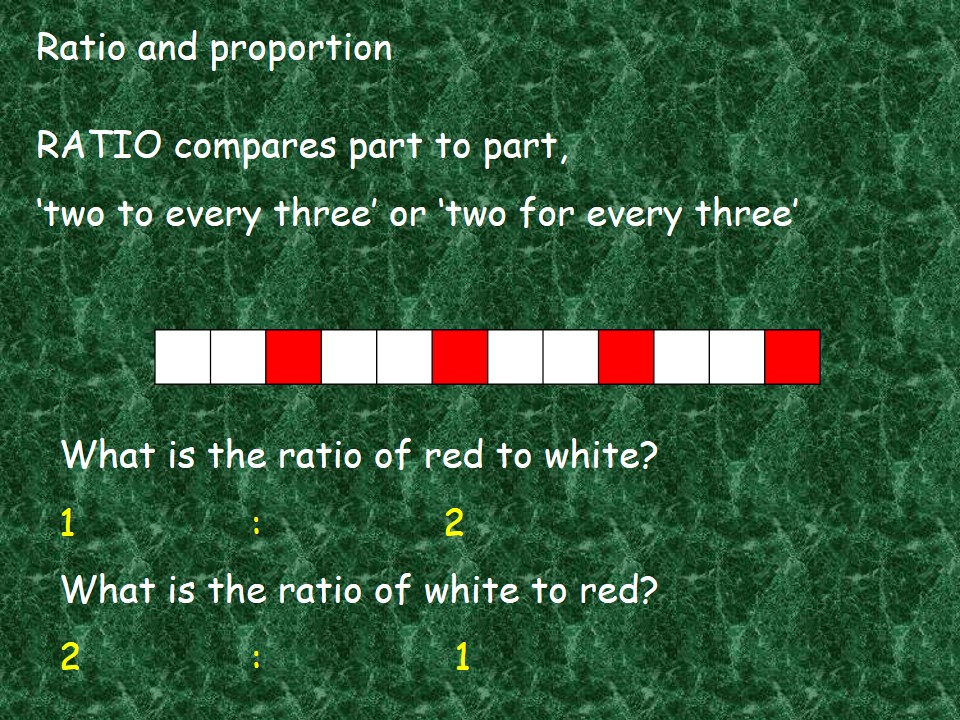 Ratio and proportion
RATIO compares part to part,
‘two to every three’ or ‘two for every three’
What is the ratio of red to white?
1 : 2
What is the ratio of white to red?
2 : 1